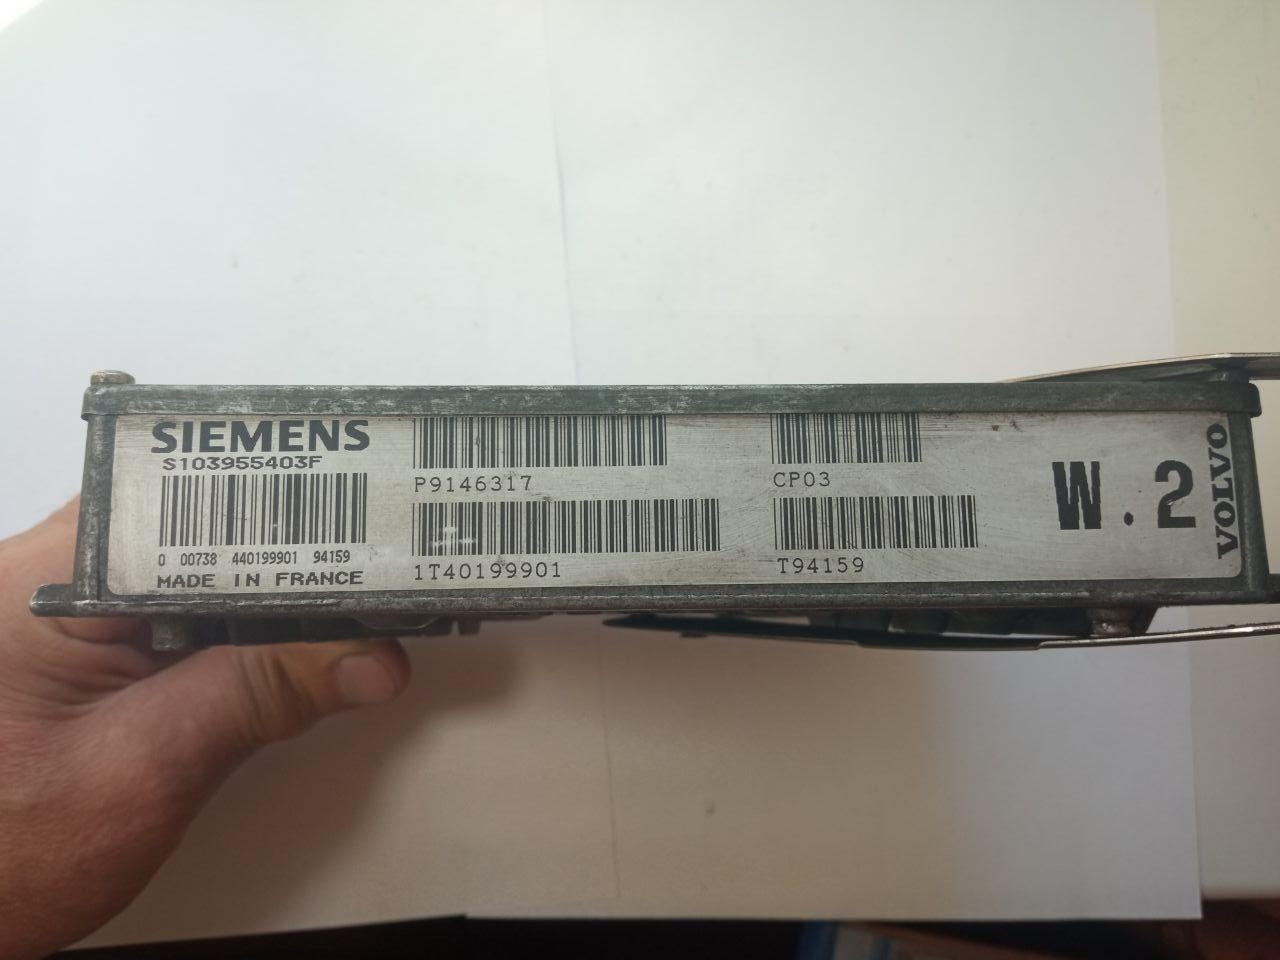 SIEMENS
S103955403F
0 00738 440199901 94159
MADE IN FRANCE
P9146317
1T40199901
CP03
T94159
W.2
VOLVO